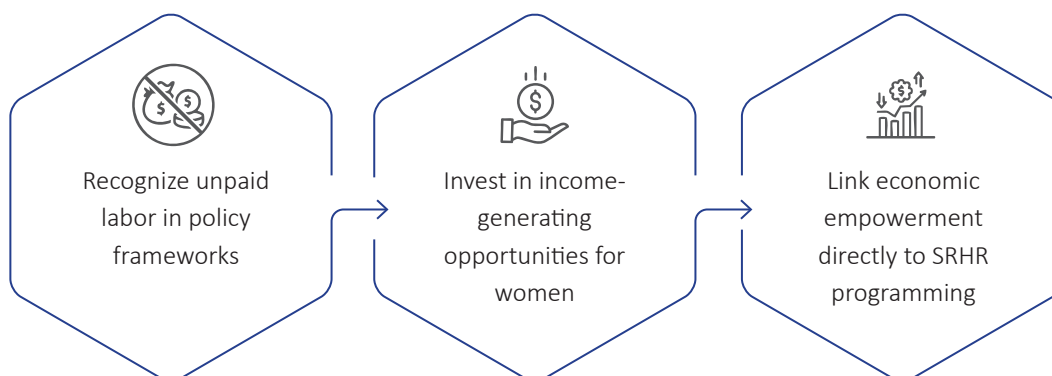 Recognize unpaid
labor in policy
frameworks
Invest in income-
generating
opportunities for
women
Link economic
empowerment
directly to SRHR
programming